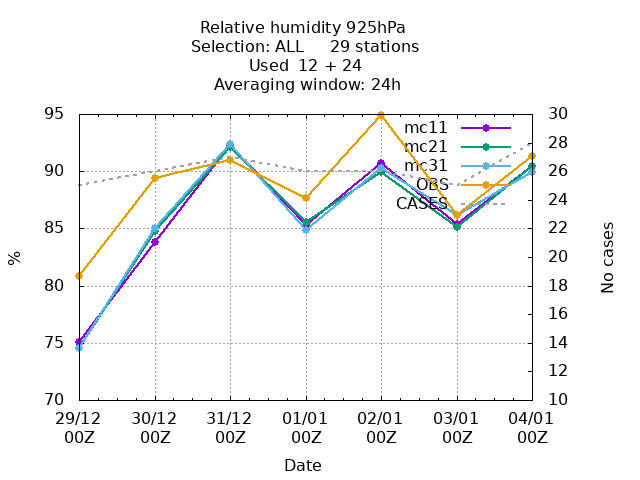 Relative humidity 925hPa
Selection: ALL     29 stations
Used  12 + 24
Averaging window: 24h
95
90
85
80
75
70
%
30
28
26
24
22
20
18
16
14
12
10
No cases
mc11
mc21
mc31
OBS
CASES
29/12 30/12 31/12 01/01 02/01 03/01 04/01
00Z 00Z 00Z 00Z 00Z 00Z 00Z
Date